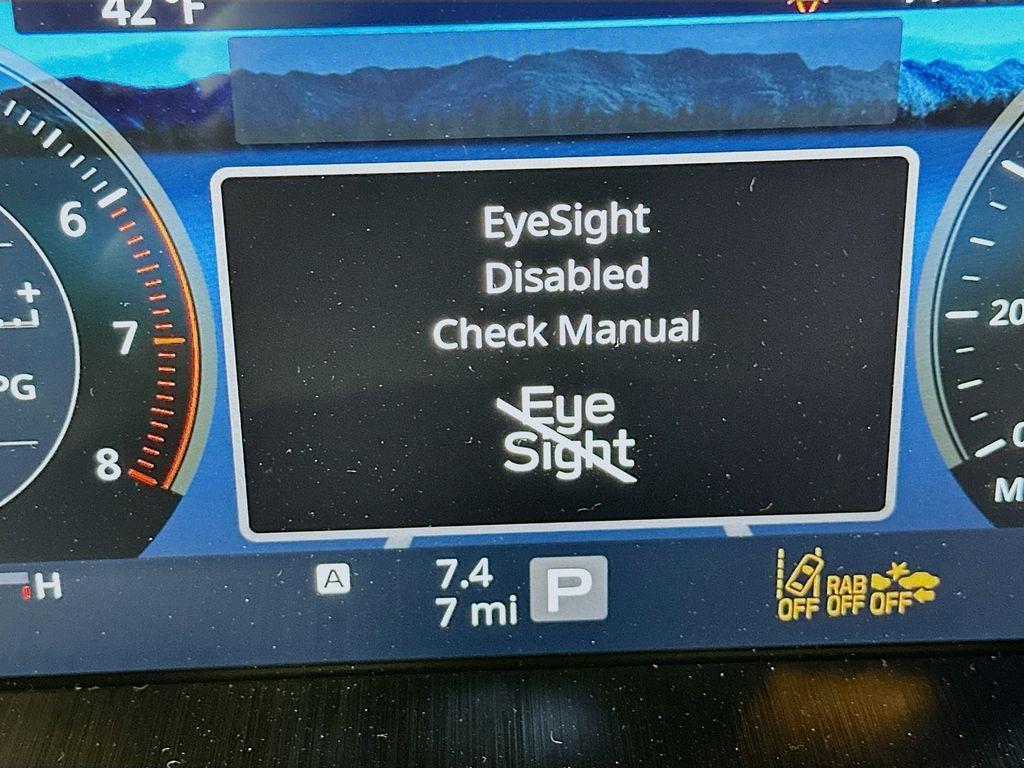 42°F
6
7
8
PG
20
EyeSight
Disabled
Check Manual
Eye
Sight
H
A
7.4
7 mi
P
OFF
RAB
OFF
OFF